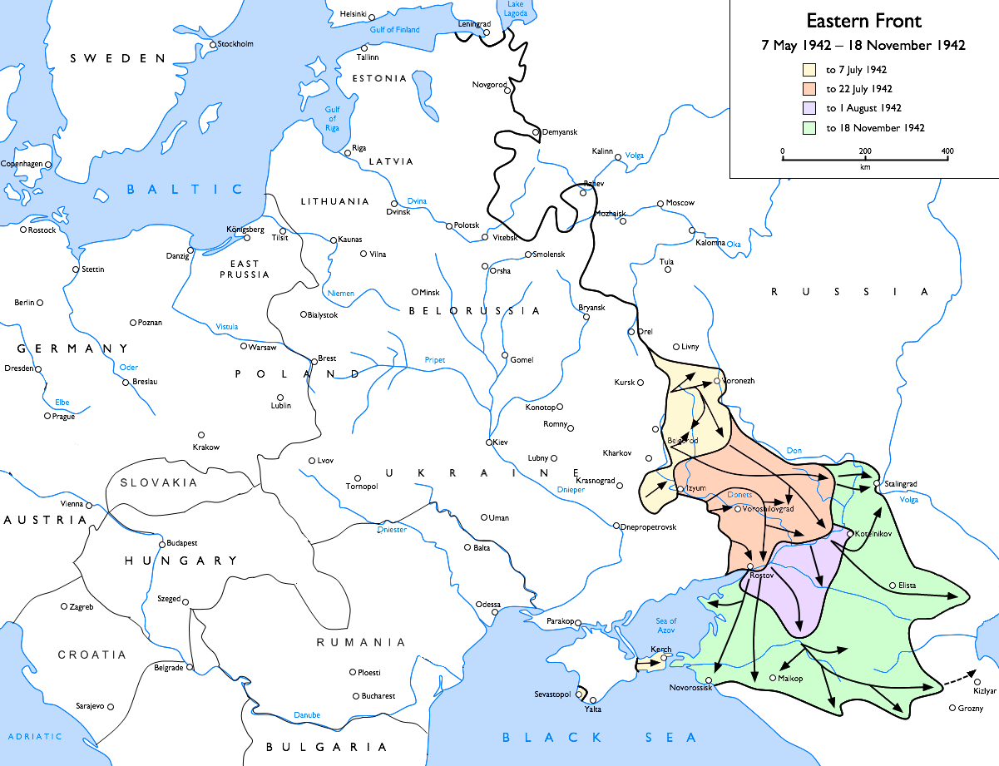 Eastern Front
7 May 1942 – 18 November 1942
to 7 July 1942
to 22 July 1942
to 1 August 1942
to 18 November 1942
0 200 400
km
Helsinki
Lake
Lagoda
Leningrad
Gulf of Finland
Stockholm
SWEDEN
Tallinn
ESTONIA
Novgorod
Gulf
of
Riga
Demyansk
Riga
LATVIA
Kalinn
Volga
Copenhagen
BALTIC
LITHUANIA
Dvina
Dvinsk
Rzhev
Moscow
Mozhaisk
Rostock
Königsberg
Tilsit
Kaunas
Polotsk
Vitebsk
Kalomna
Oka
Danzig
Vilna
Smolensk
EAST
PRUSSIA
Orsha
Tula
Stettin
Berlin
Niemen
Minsk
RUSSIA
Poznan
Bialystok
BELORUSSIA
Bryansk
Vistula
Orel
GERMANY
Warsaw
Livny
Dresden
Oder
Brest
Pripet
Gomel
POLAND
Breslau
Kursk
Voronezh
Elbe
Prague
Lublin
Konotop
Romny
Krakow
Kiev
Belgorod
Lvov
Lubny
Kharkov
Don
SLOVAKIA
Tornopol
UKRAINE
Krasnograd
Izyum
Stalingrad
Dnieper
Donets
Volga
Vienna
Voroshilovgrad
AUSTRIA
Uman
Dniester
Dnepropetrovsk
Kotelnikov
Budapest
Balta
HUNGARY
Rostov
Elista
Szeged
Zagreb
Odessa
Parakop
Sea of
Azov
RUMANIA
CROATIA
Kerch
Belgrade
Ploesti
Novorossisk
Maikop
Kizlyar
Bucharest
Sevastopol
Yalta
Sarajevo
Grozny
Danube
ADRIATIC
BLACK SEA
BULGARIA